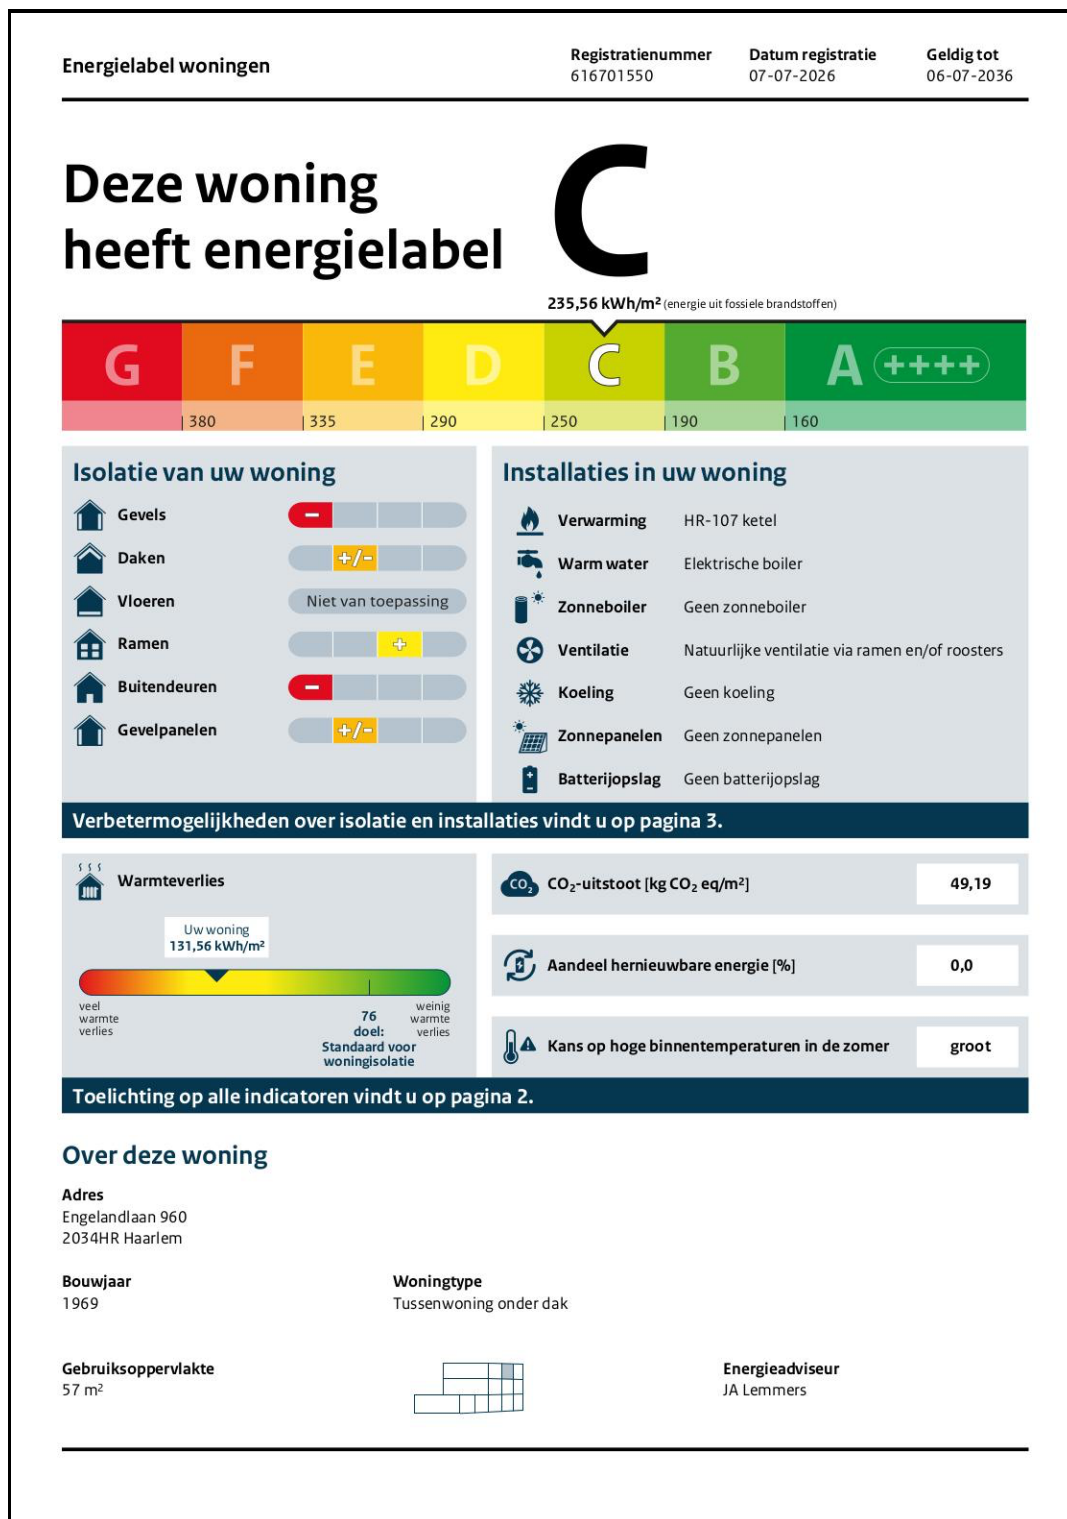 Energielabel woningen
Registratienummer
616701550
Datum registratie
07-07-2026
Geldig tot
06-07-2036
Deze woning
heeft energielabel
C
235,56 kWh/m² (energie uit fossiele brandstoffen)
G F E D C B A ++++
380 335 290 250 190 160
Isolatie van uw woning
Gevels –
Daken +/-
Vloeren Niet van toepassing
Ramen +
Buitendeuren –
Gevelpanelen +/-
Installaties in uw woning
Verwarming HR-107 ketel
Warm water Elektrische boiler
Zonneboiler Geen zonneboiler
Ventilatie Natuurlijke ventilatie via ramen en/of roosters
Koeling Geen koeling
Zonnepanelen Geen zonnepanelen
Batterijopslag Geen batterijopslag
Verbetermogelijkheden over isolatie en installaties vindt u op pagina 3.
Warmteverlies
Uw woning
131,56 kWh/m²
veel
warmte
verlies
76
doel:
Standaard voor
woningisolatie
weinig
warmte
verlies
CO₂ CO₂-uitstoot [kg CO₂ eq/m²] 49,19
Aandeel hernieuwbare energie [%] 0,0
Kans op hoge binnentemperaturen in de zomer groot
Toelichting op alle indicatoren vindt u op pagina 2.
Over deze woning
Adres
Engelandlaan 960
2034HR Haarlem
Bouwjaar
1969
Woningtype
Tussenwoning onder dak
Gebruiksoppervlakte
57 m²
Energieadviseur
JA Lemmers